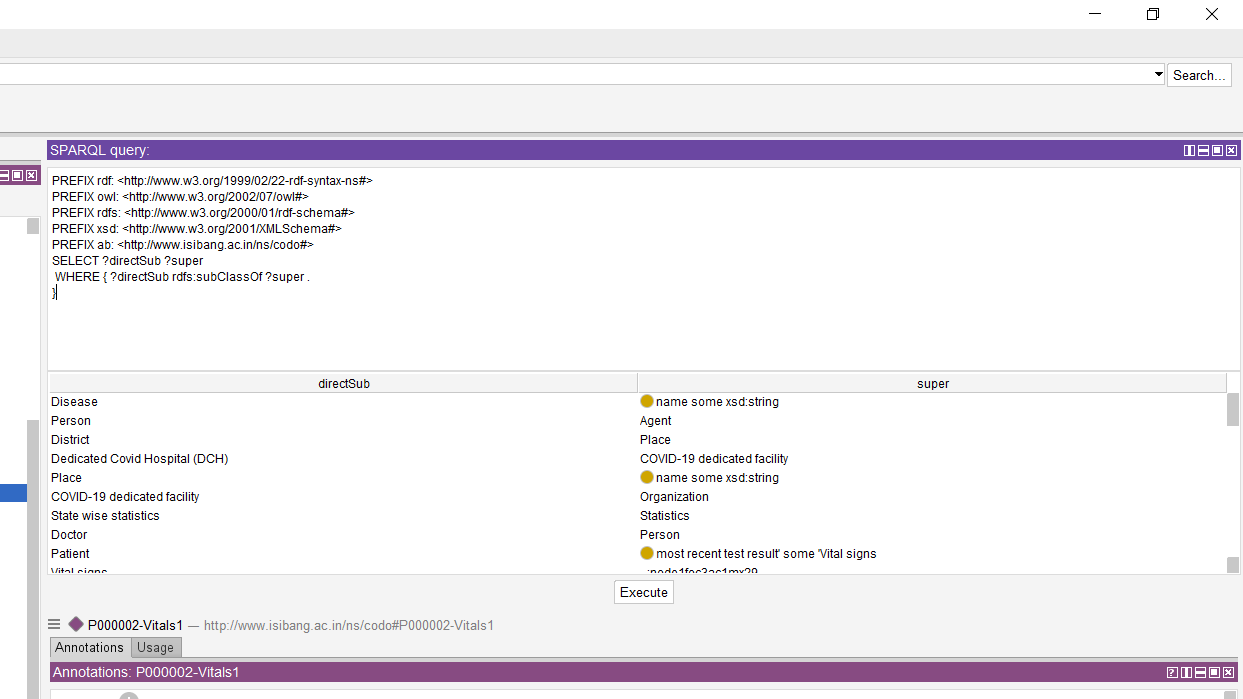 Search...
SPARQL query:
PREFIX rdf: <http://www.w3.org/1999/02/22-rdf-syntax-ns#>
PREFIX owl: <http://www.w3.org/2002/07/owl#>
PREFIX rdfs: <http://www.w3.org/2000/01/rdf-schema#>
PREFIX xsd: <http://www.w3.org/2001/XMLSchema#>
PREFIX ab: <http://www.isibang.ac.in/ns/codo#>
SELECT ?directSub ?super
WHERE { ?directSub rdfs:subClassOf ?super .
}
directSub super
Disease name some xsd:string
Person Agent
District Place
Dedicated Covid Hospital (DCH) COVID-19 dedicated facility
Place name some xsd:string
COVID-19 dedicated facility Organization
State wise statistics Statistics
Doctor Person
Patient most recent test result' some 'Vital signs
Vital signs
Execute
P000002-Vitals1 — http://www.isibang.ac.in/ns/codo#P000002-Vitals1
Annotations Usage
Annotations: P000002-Vitals1